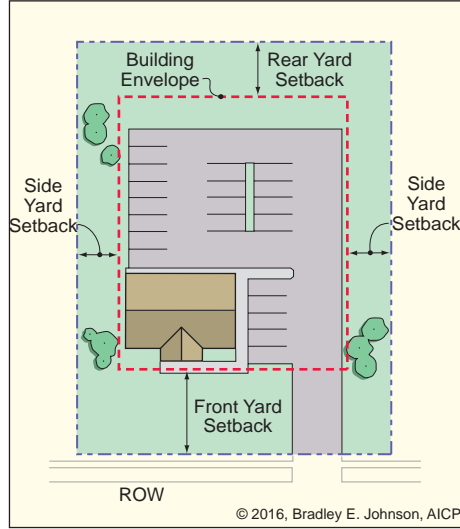 Building
Envelope
Rear Yard
Setback
Side
Yard
Setback
Side
Yard
Setback
Front Yard
Setback
ROW
© 2016, Bradley E. Johnson, AICP